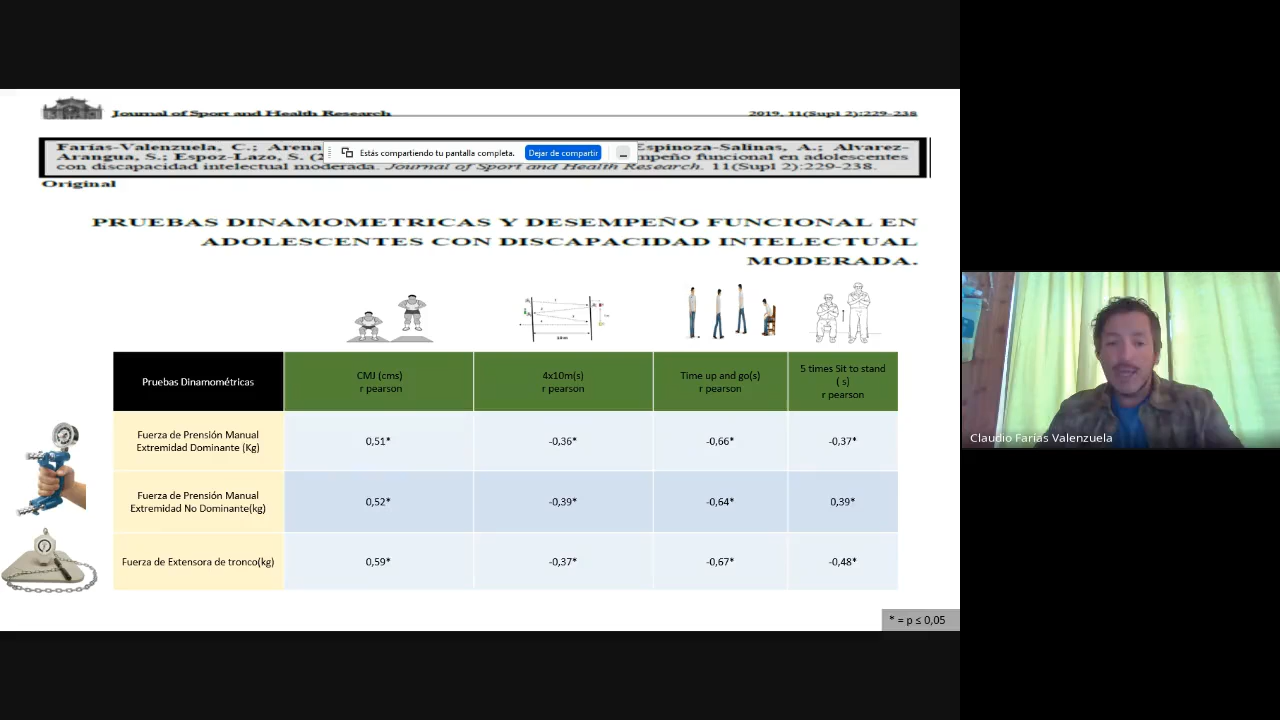 Journal of Sport and Health Research 2019, 11(Supl 2):229-238
Farías-Valenzuela, C.; Arena Espinoza-Salinas, A.; Alvarez-
Arangua, S.; Espoz-Lazo, S. (2 mpeño funcional en adolescentes
con discapacidad intelectual moderada. Journal of Sport and Health Research. 11(Supl 2):229-238.
Estás compartiendo tu pantalla completa. Dejar de compartir
Original
PRUEBAS DINAMOMETRICAS Y DESEMPEÑO FUNCIONAL EN
ADOLESCENTES CON DISCAPACIDAD INTELECTUAL
MODERADA.
Pruebas Dinamométricas
CMJ (cms)
r pearson
4x10m(s)
r pearson
Time up and go(s)
r pearson
5 times Sit to stand
( s)
r pearson
Fuerza de Prensión Manual
Extremidad Dominante (Kg)
0,51* -0,36* -0,66* -0,37*
Fuerza de Prensión Manual
Extremidad No Dominante(kg)
0,52* -0,39* -0,64* 0,39*
Fuerza de Extensora de tronco(kg) 0,59* -0,37* -0,67* -0,48*
* = p ≤ 0,05
Claudio Farias Valenzuela